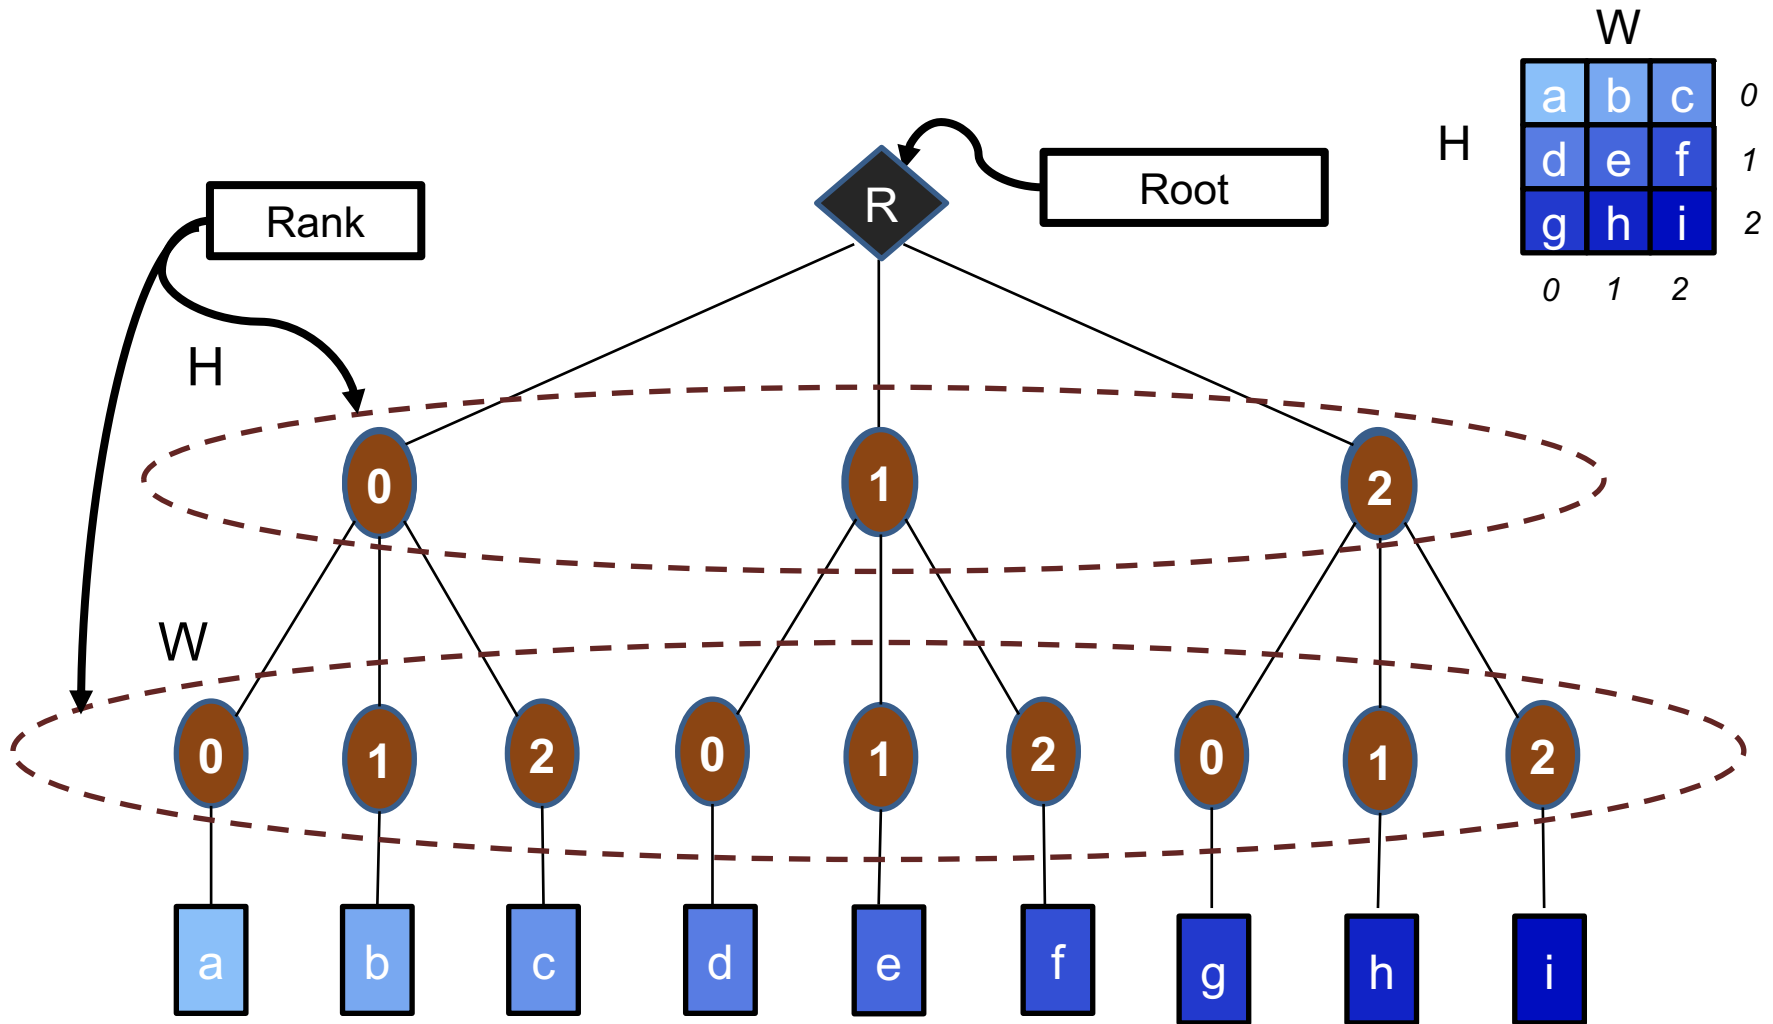 W
a b c 0
H
d e f 1
g h i 2
0 1 2
Root
R
Rank
H
0 1 2
W
0 1 2 0 1 2 0 1 2
a b c d e f g h i